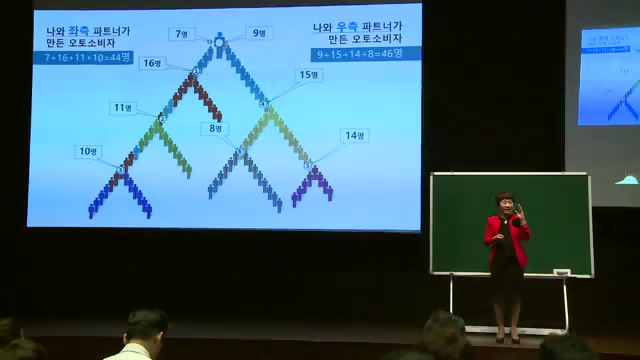 나와 좌측 파트너가
만든 오토소비자
7+16+11+10=44명
7명
9명
나와 우측 파트너가
만든 오토소비자
9+15+14+8=46명
16명
15명
11명
8명
14명
10명